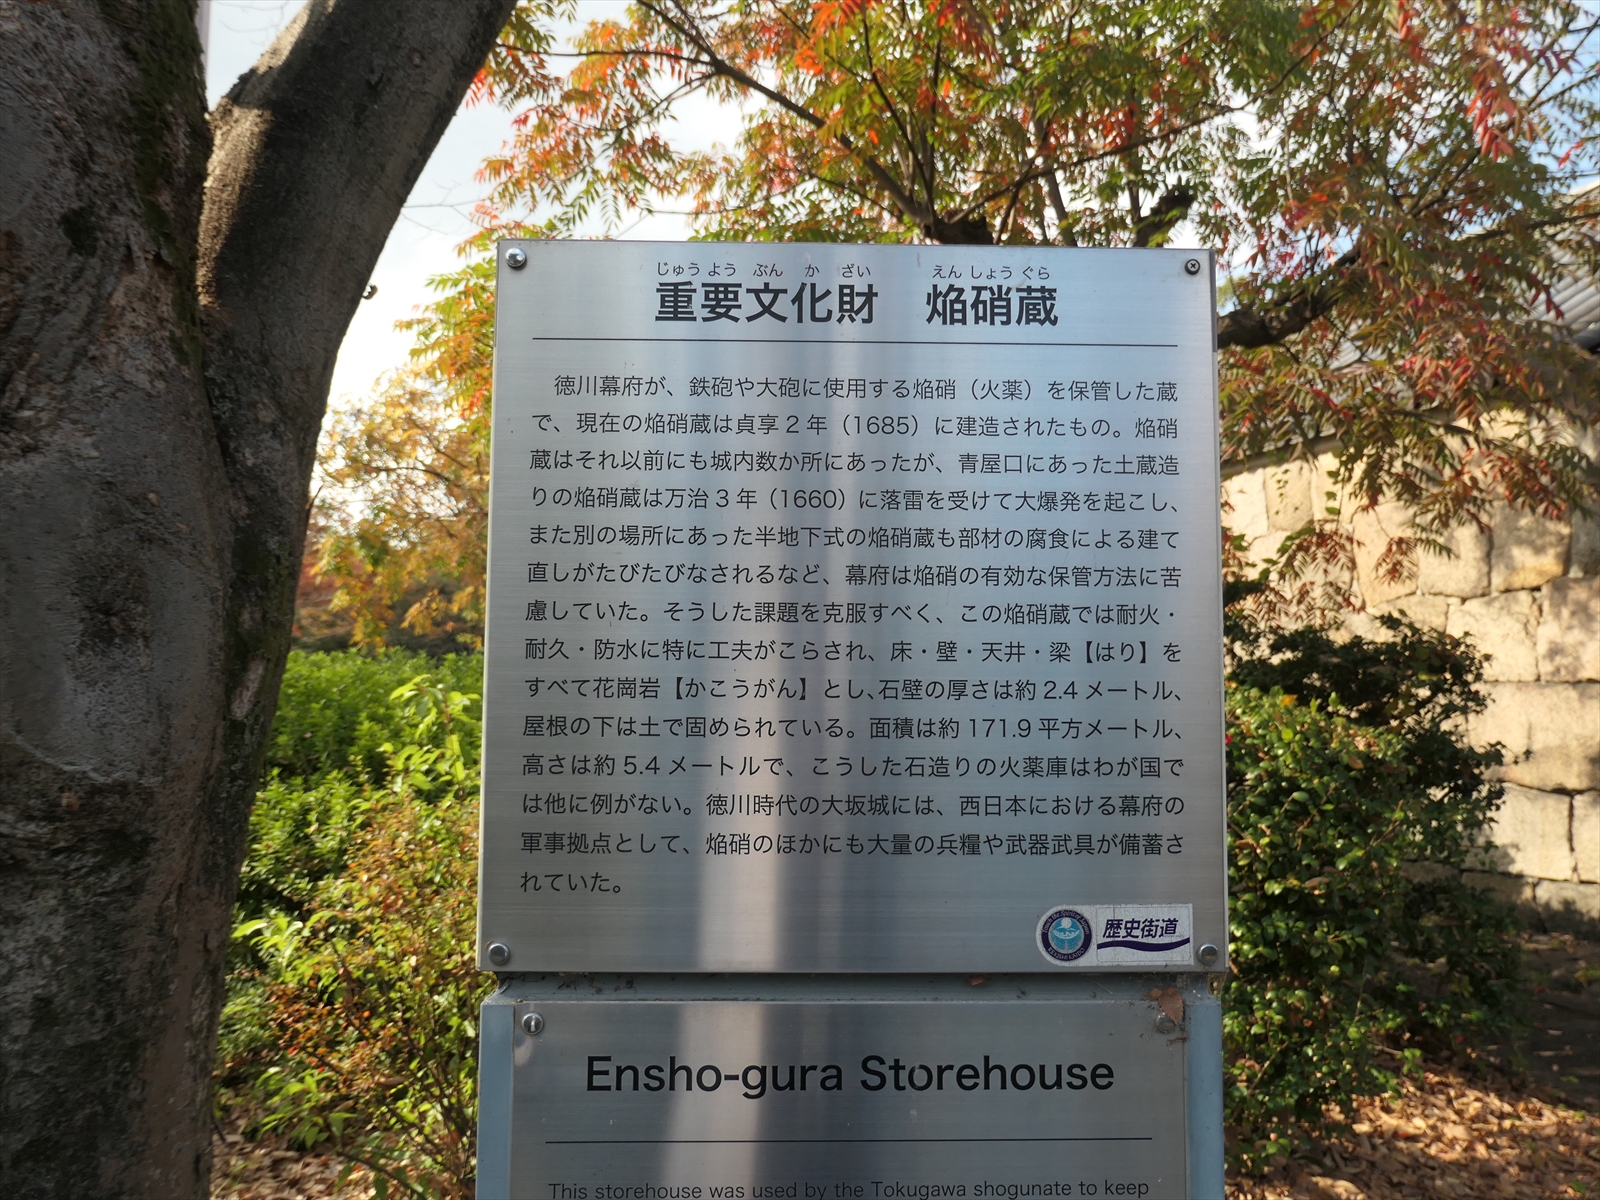 じゅう よう ぶん か ざい えん しょう ぐら
重要文化財 焔硝蔵
徳川幕府が、鉄砲や大砲に使用する焔硝（火薬）を保管した蔵
で、現在の焔硝蔵は貞享2年（1685）に建造されたもの。焔硝
蔵はそれ以前にも城内数か所にあったが、青屋口にあった土蔵造
りの焔硝蔵は万治3年（1660）に落雷を受けて大爆発を起こし、
また別の場所にあった半地下式の焔硝蔵も部材の腐食による建て
直しがたびたびなされるなど、幕府は焔硝の有効な保管方法に苦
慮していた。そうした課題を克服すべく、この焔硝蔵では耐火・
耐久・防水に特に工夫がこらされ、床・壁・天井・梁【はり】を
すべて花崗岩【かこうがん】とし、石壁の厚さは約2.4メートル、
屋根の下は土で固められている。面積は約171.9平方メートル、
高さは約5.4メートルで、こうした石造りの火薬庫はわが国で
は他に例がない。徳川時代の大坂城には、西日本における幕府の
軍事拠点として、焔硝のほかにも大量の兵糧や武器武具が備蓄さ
れていた。
歴史街道
Ensho-gura Storehouse
This storehouse was used by the Tokugawa shogunate to keep